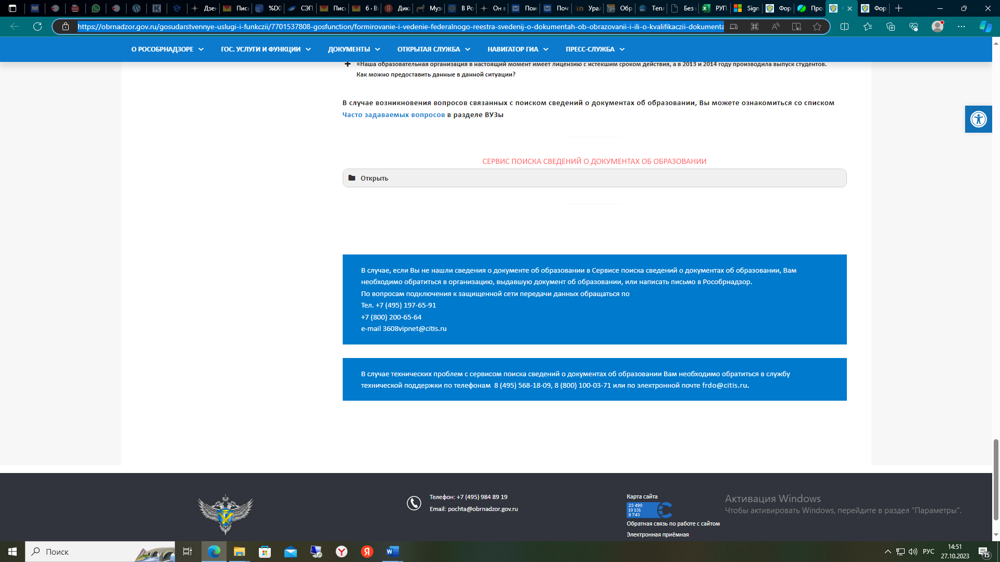 Дзен
Пись
%D0
СЭП
Пись
6 · Вх
Дика
Музе
В Ро
Он в
Пои
Почт
Урал
Обр
Тепл
Без и
РУП
Sign
Фор
Про
Фор
https://obrnadzor.gov.ru/gosudarstvennye-uslugi-i-funkczii/7701537808-gosfunction/formirovanie-i-vedenie-federalnogo-reestra-svedenij-o-dokumentah-ob-obrazovanii-i-ili-o-kvalifikaczii-dokumenta
О РОСОБРНАДЗОРЕ ГОС. УСЛУГИ И ФУНКЦИИ ДОКУМЕНТЫ ОТКРЫТАЯ СЛУЖБА НАВИГАТОР ГИА ПРЕСС-СЛУЖБА
«Наша образовательная организация в настоящий момент имеет лицензию с истекшим сроком действия, а в 2013 и 2014 году производила выпуск студентов.
Как можно предоставить данные в данной ситуации?
В случае возникновения вопросов связанных с поиском сведений о документах об образовании, Вы можете ознакомиться со списком
Часто задаваемых вопросов в разделе ВУЗы
СЕРВИС ПОИСКА СВЕДЕНИЙ О ДОКУМЕНТАХ ОБ ОБРАЗОВАНИИ
Открыть
В случае, если Вы не нашли сведения о документе об образовании в Сервисе поиска сведений о документах об образовании, Вам
необходимо обратиться в организацию, выдавшую документ об образовании, или написать письмо в Рособрнадзор.
По вопросам подключения к защищенной сети передачи данных обращаться по
Тел. +7 (495) 197-65-91
+7 (800) 200-65-64
e-mail 3608vipnet@citis.ru
В случае технических проблем с сервисом поиска сведений о документах об образовании Вам необходимо обратиться в службу
технической поддержки по телефонам 8 (495) 568-18-09, 8 (800) 100-03-71 или по электронной почте frdo@citis.ru.
Телефон: +7 (495) 984 89 19
Email: pochta@obrnadzor.gov.ru
Карта сайта
23 490
10 131
9 743
Обратная связь по работе с сайтом
Электронная приёмная
Активация Windows
Чтобы активировать Windows, перейдите в раздел "Параметры".
Поиск
РУС
14:51
27.10.2023
15